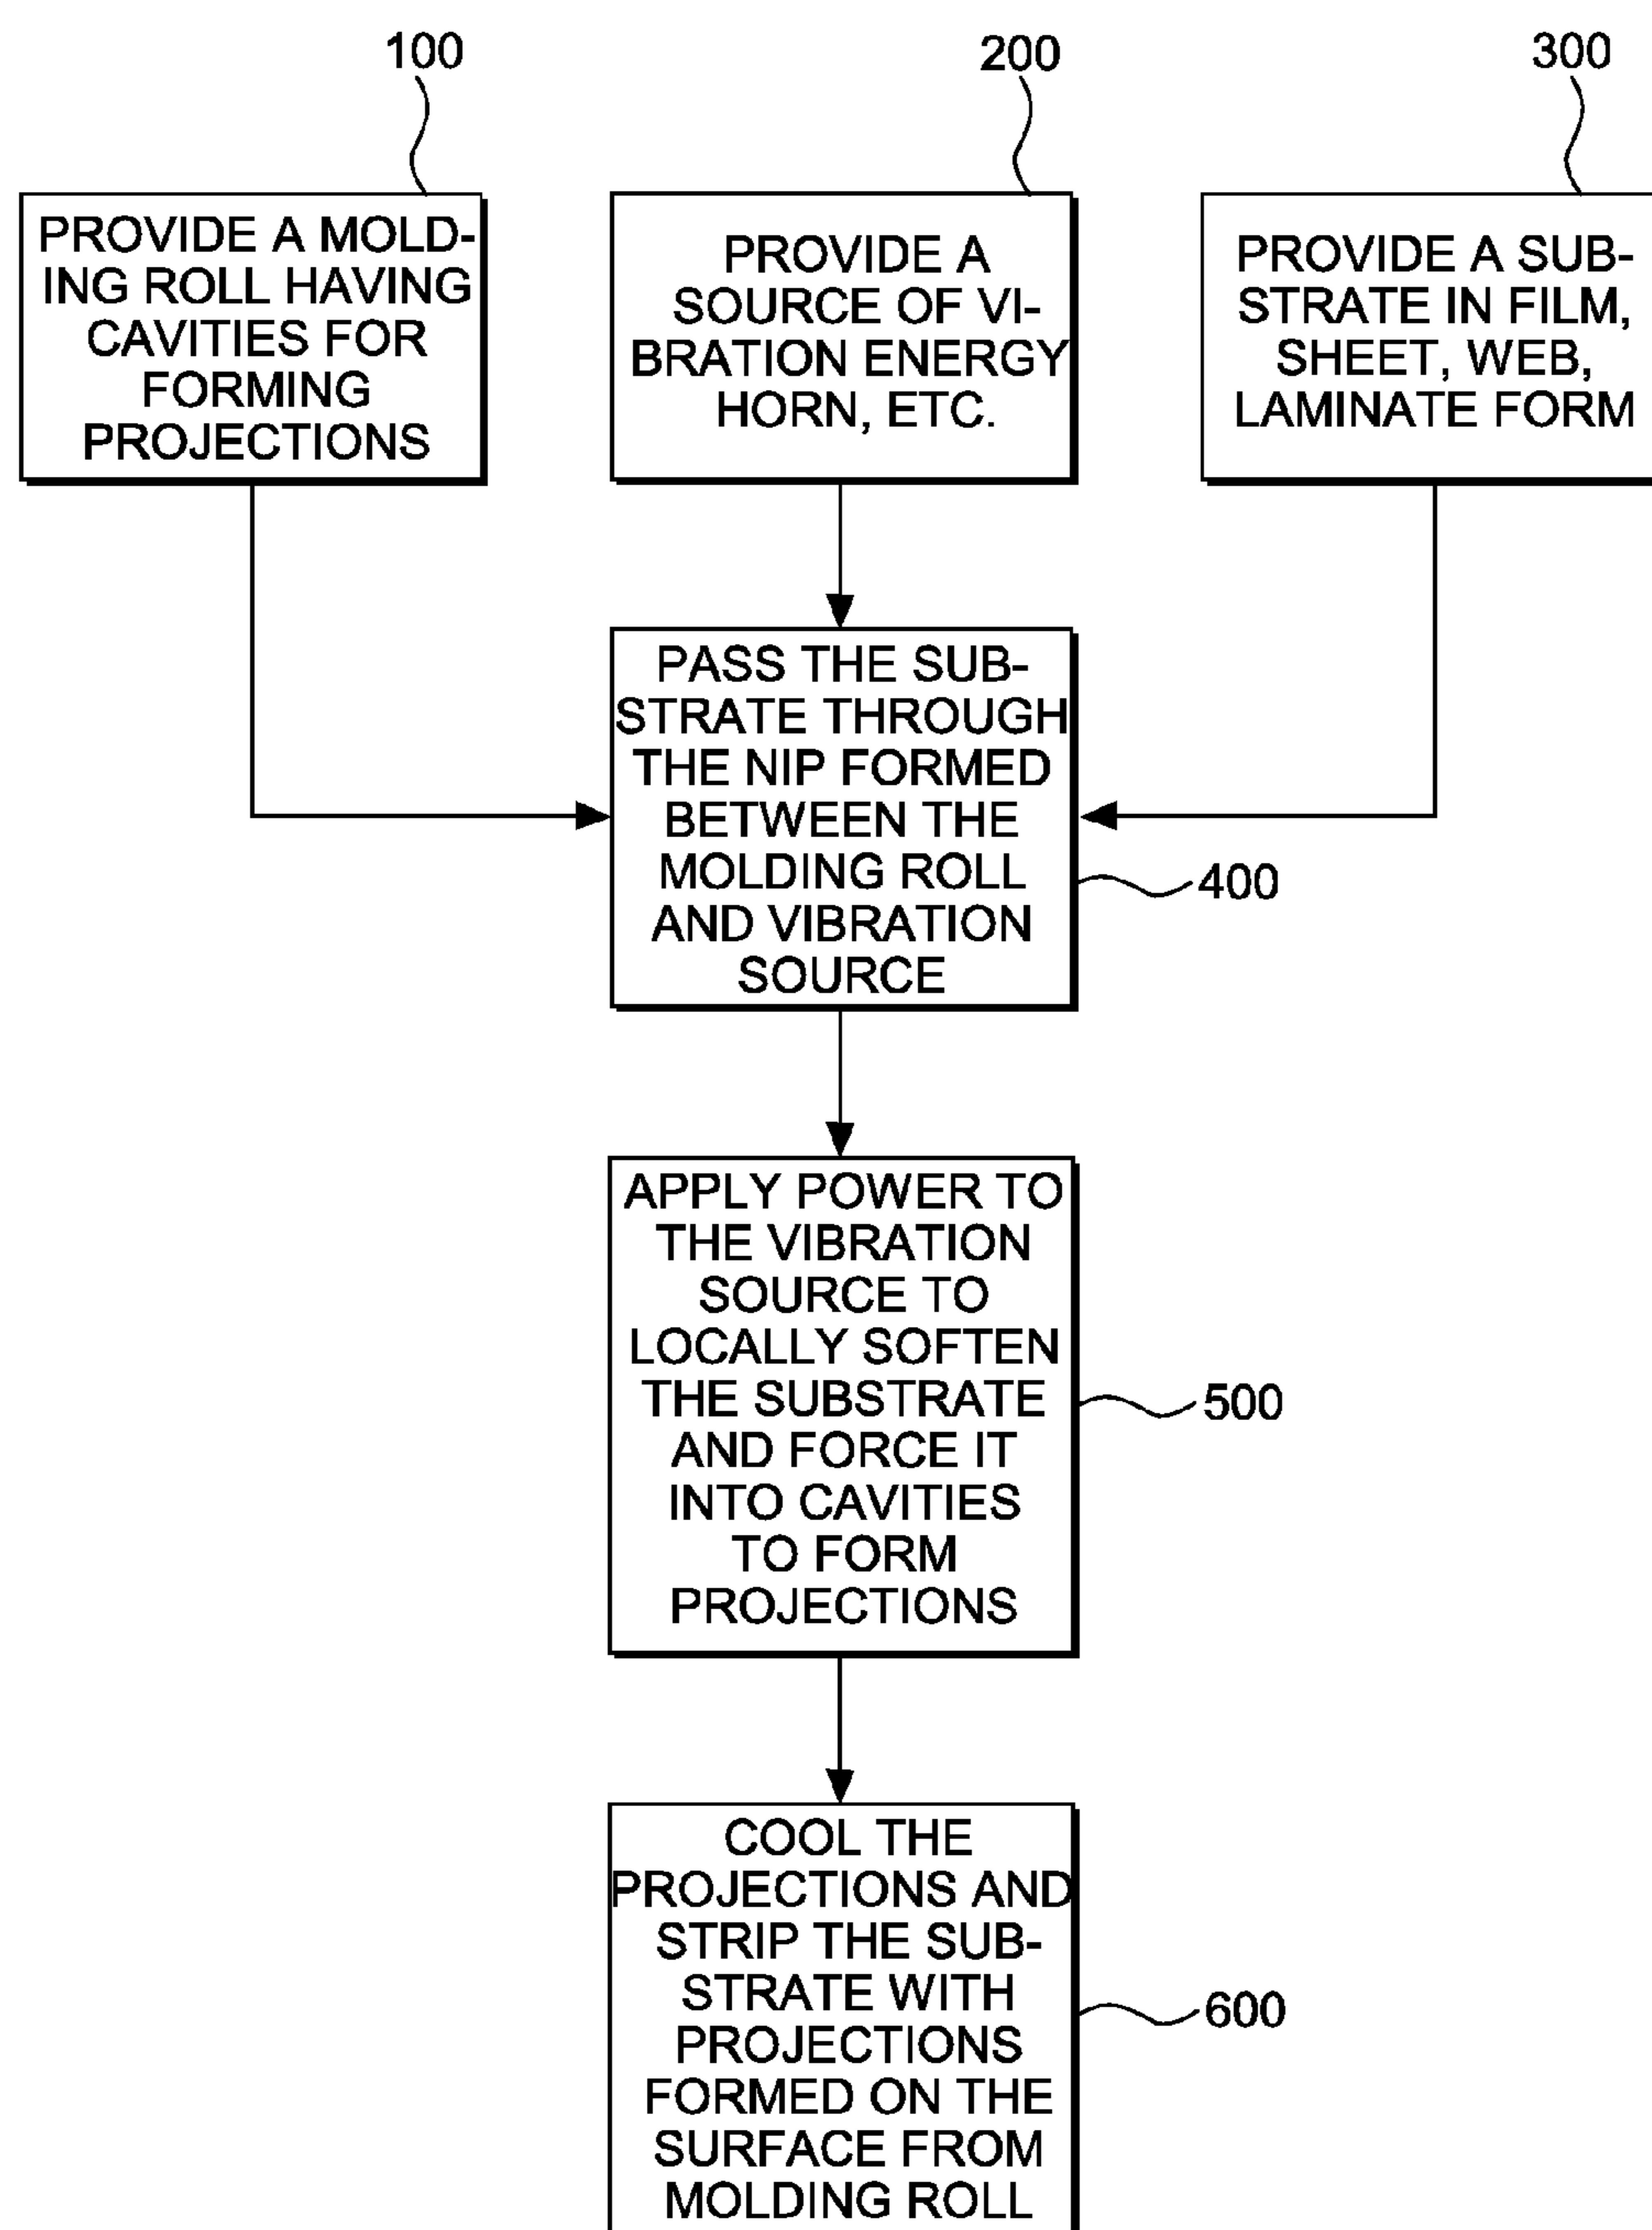 100
200
300
PROVIDE A MOLD-
ING ROLL HAVING
CAVITIES FOR
FORMING
PROJECTIONS
PROVIDE A
SOURCE OF VI-
BRATION ENERGY
HORN, ETC.
PROVIDE A SUB-
STRATE IN FILM,
SHEET, WEB,
LAMINATE FORM
PASS THE SUB-
STRATE THROUGH
THE NIP FORMED
BETWEEN THE
MOLDING ROLL
AND VIBRATION
SOURCE
400
APPLY POWER TO
THE VIBRATION
SOURCE TO
LOCALLY SOFTEN
THE SUBSTRATE
AND FORCE IT
INTO CAVITIES
TO FORM
PROJECTIONS
500
COOL THE
PROJECTIONS AND
STRIP THE SUB-
STRATE WITH
PROJECTIONS
FORMED ON THE
SURFACE FROM
MOLDING ROLL
600